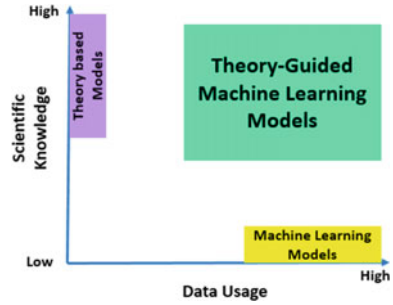 High
Theory based
Models
Theory-Guided
Machine Learning
Models
Scientific
Knowledge
Machine Learning
Models
Low
High
Data Usage